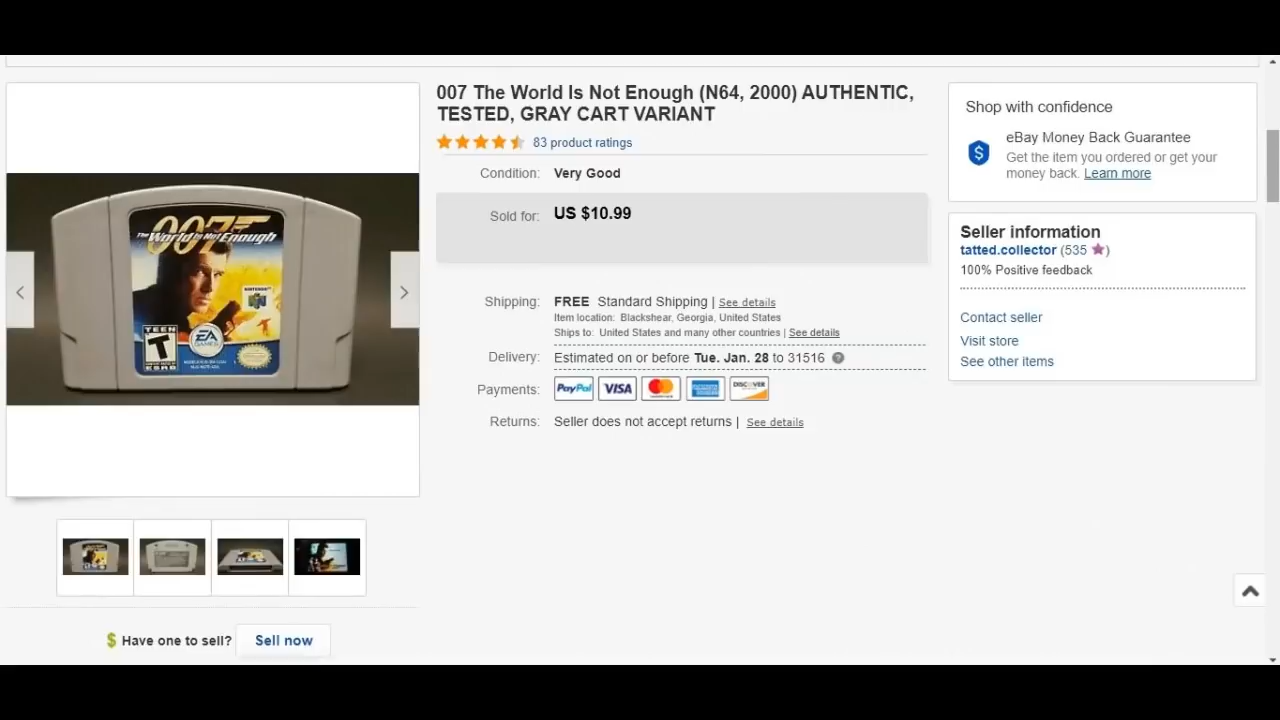 007 The World Is Not Enough (N64, 2000) AUTHENTIC,
TESTED, GRAY CART VARIANT
83 product ratings
Condition: Very Good
Sold for: US $10.99
Shipping: FREE Standard Shipping | See details
Item location: Blackshear, Georgia, United States
Ships to: United States and many other countries | See details
Delivery: Estimated on or before Tue. Jan. 28 to 31516 ?
Payments: PayPal VISA MasterCard DISCOVER
Returns: Seller does not accept returns | See details
Shop with confidence
$
eBay Money Back Guarantee
Get the item you ordered or get your
money back. Learn more
Seller information
tatted.collector (535 ★)
100% Positive feedback
Contact seller
Visit store
See other items
007
The World Is Not Enough
NINTENDO 64
TEEN
T
ESRB
EA
GAMES
$ Have one to sell? Sell now